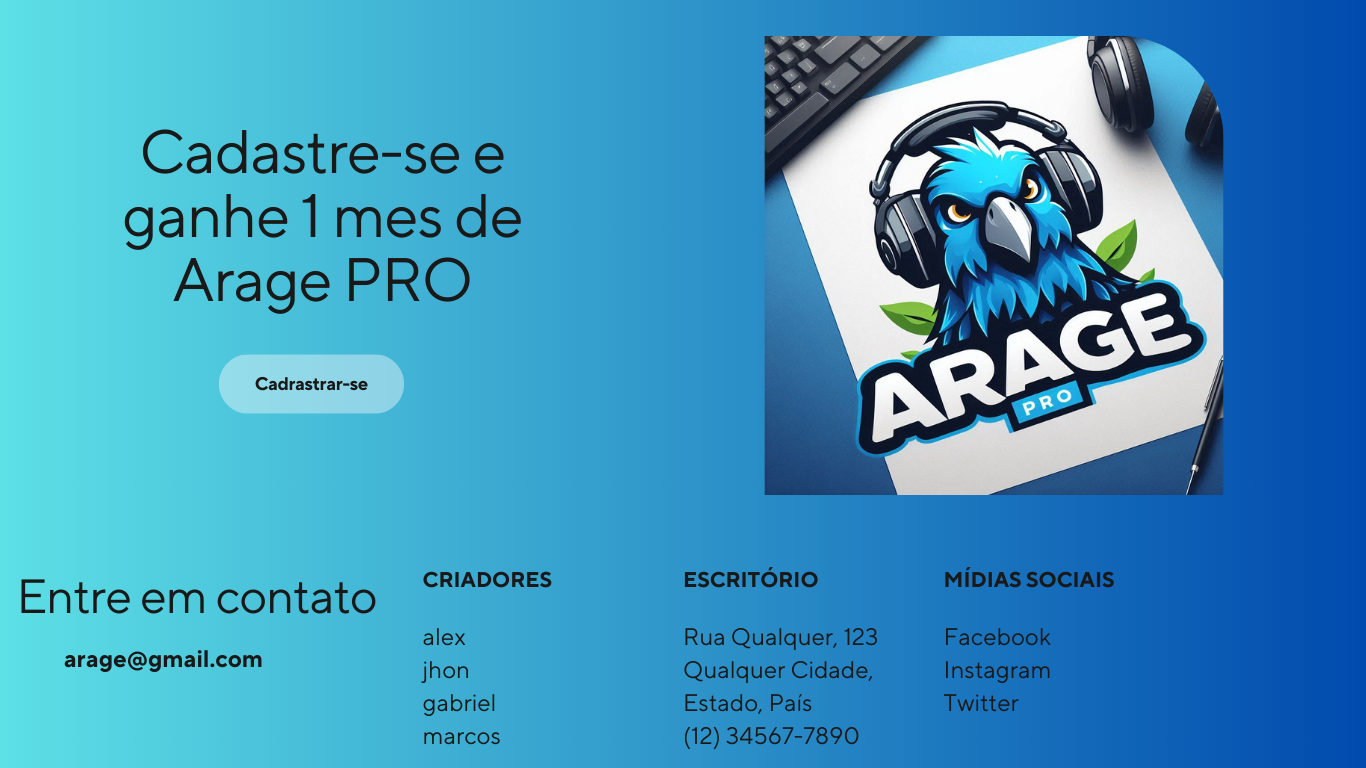 Cadastre-se e
ganhe 1 mes de
Arage PRO
Cadrastrar-se
ARAGE
PRO
Entre em contato
arage@gmail.com
CRIADORES
alex
jhon
gabriel
marcos
ESCRITÓRIO
Rua Qualquer, 123
Qualquer Cidade,
Estado, País
(12) 34567-7890
MÍDIAS SOCIAIS
Facebook
Instagram
Twitter